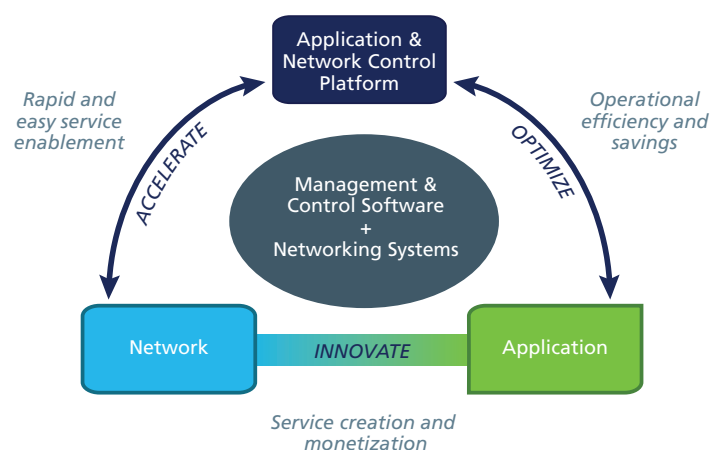 Application &
Network Control
Platform
Rapid and
easy service
enablement
Operational
efficiency and
savings
ACCELERATE
OPTIMIZE
Management &
Control Software
+
Networking Systems
Network
INNOVATE
Application
Service creation and
monetization